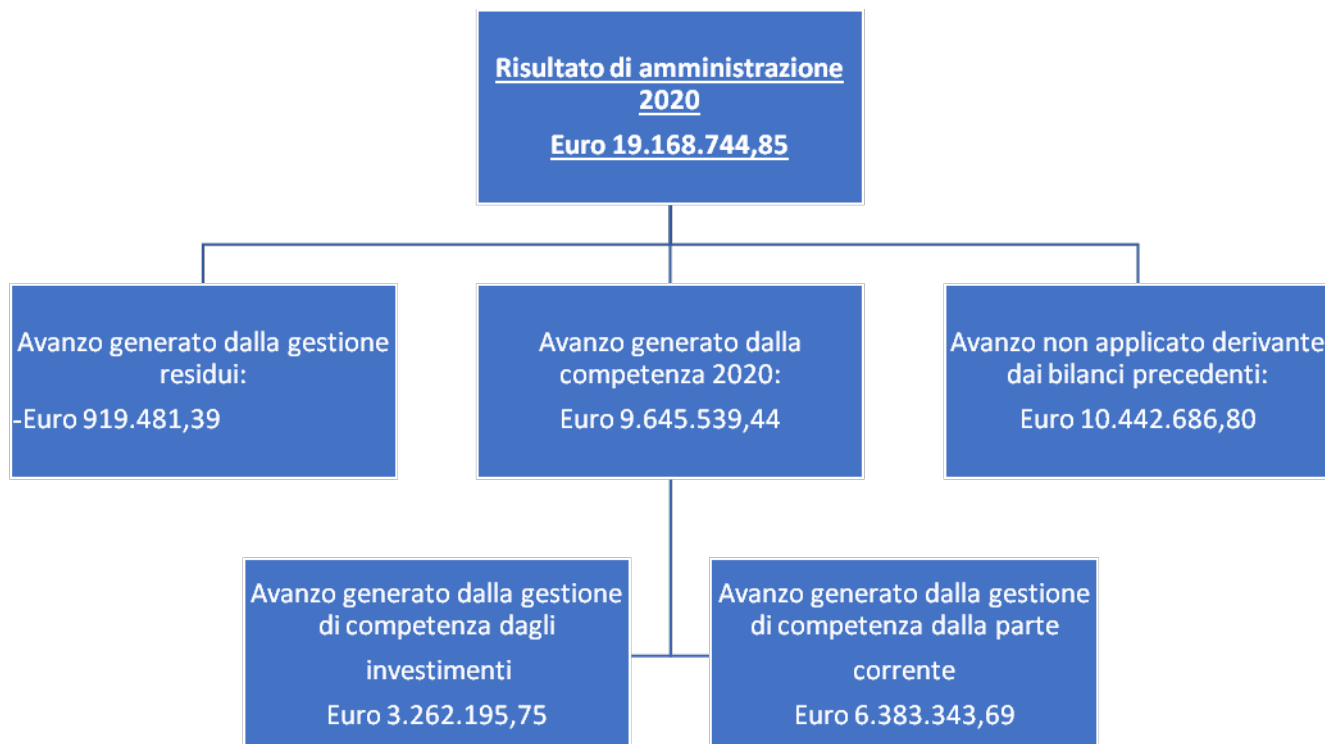 Risultato di amministrazione
2020
Euro 19.168.744,85
Avanzo generato dalla gestione
residui:
-Euro 919.481,39
Avanzo generato dalla
competenza 2020:
Euro 9.645.539,44
Avanzo non applicato derivante
dai bilanci precedenti:
Euro 10.442.686,80
Avanzo generato dalla gestione
di competenza dagli
investimenti
Euro 3.262.195,75
Avanzo generato dalla gestione
di competenza dalla parte
corrente
Euro 6.383.343,69